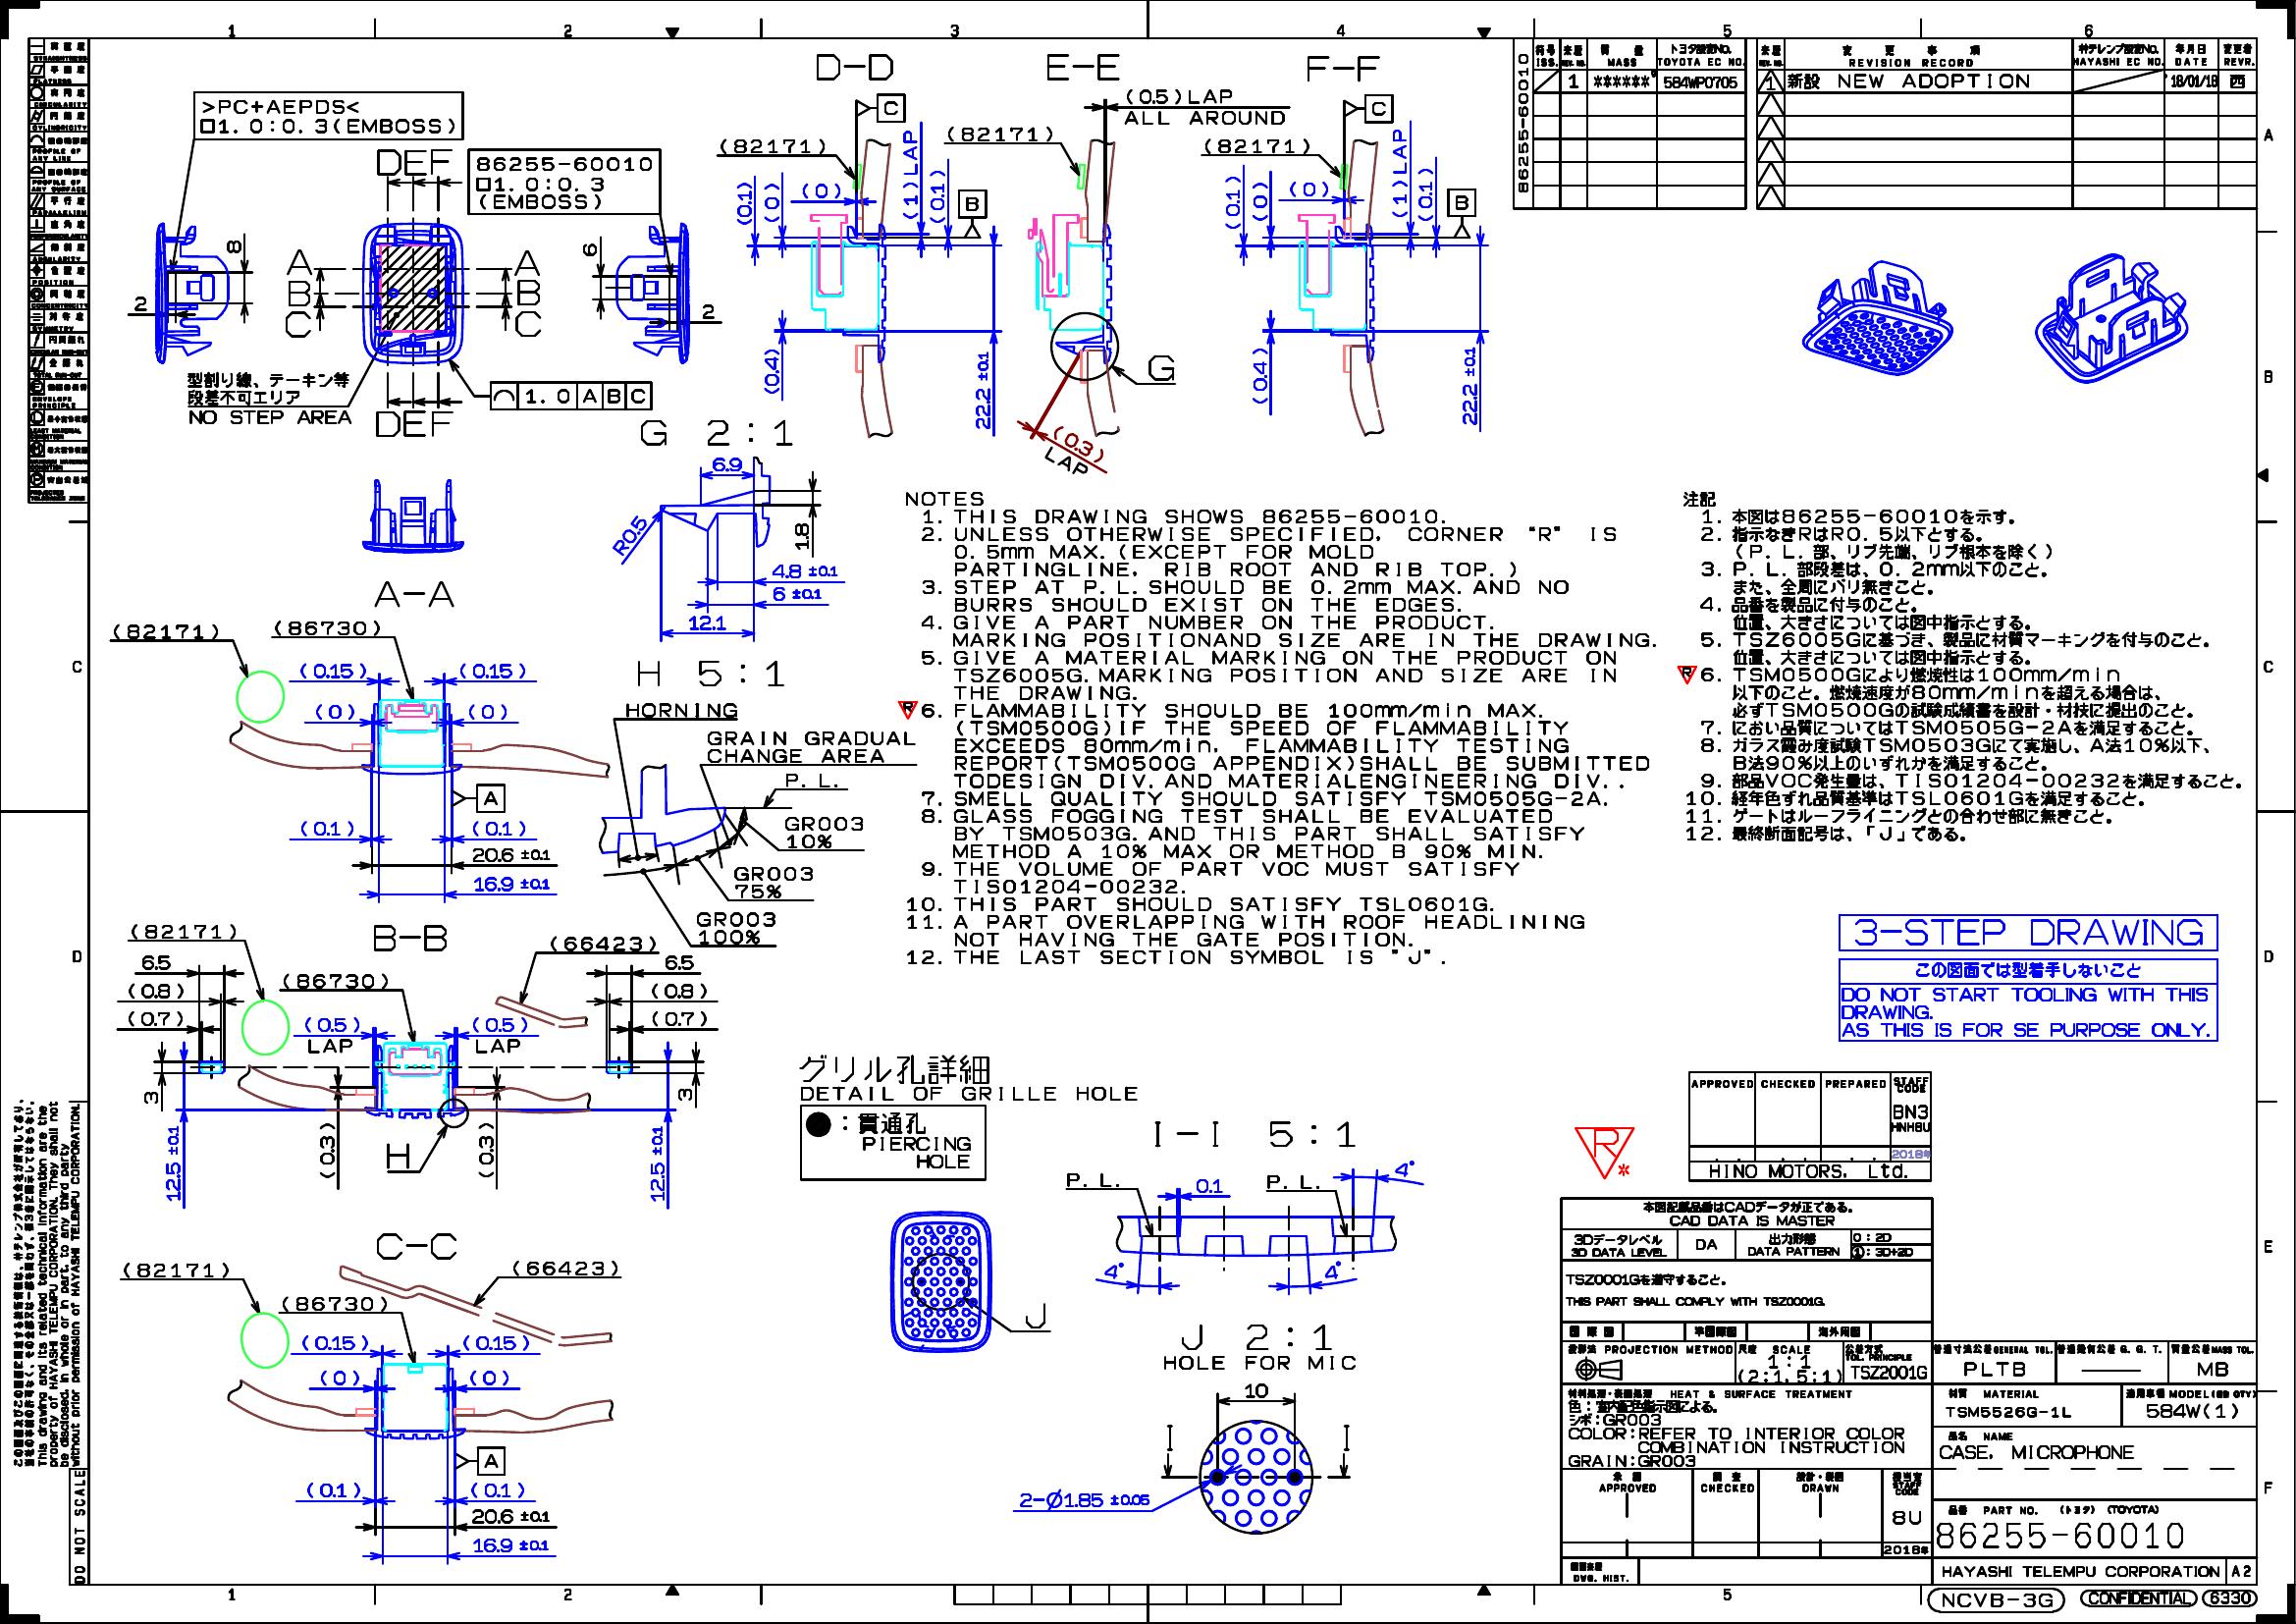 1
2
3
4
5
6
A
B
C
D
E
F
>PC+AEPDS<
□1. 0:0. 3(EMBOSS)
DEF
86255-60010
□1. 0:0. 3
(EMBOSS)
8
2
6
2
A
B
C
A
B
C
型割り線、テーキン等
段差不可エリア
NO STEP AREA
DEF
1. 0 A B C
D-D
(82171)
C
(0.1)
(0)
(0)
(1)LAP
(0.1)
B
(0.4)
22.2 ±0.1
E-E
(0.5)LAP
ALL AROUND
(82171)
G
(0.3)
LAP
F-F
(82171)
C
(0.1)
(0)
(0)
(1)LAP
(0.1)
B
(0.4)
22.2 ±0.1
86255-60010
符号 ISS.
来歴
質量 MASS
トヨタ設変NO. TOYOTA EC NO.
変更事項
REVISION RECORD
林テレンプ設変NO. HAYASHI EC NO.
年月日 DATE
変更者 REVR.
1 ****** 584WP0705
1 新設 NEW ADOPTION 18/01/18 西
G 2:1
6.9
R0.5
1.8
4.8 ±0.1
6 ±0.1
12.1
A-A
(82171)
(86730)
(0.15)
(0.15)
(0)
(0)
A
(0.1)
(0.1)
20.6 ±0.1
16.9 ±0.1
H 5:1
HORNING
GRAIN GRADUAL
CHANGE AREA
P. L.
GR003
10%
GR003
75%
GR003
100%
B-B
(82171)
(66423)
6.5
(0.8)
(0.7)
(86730)
(0.5)
LAP
(0.5)
LAP
6.5
(0.8)
(0.7)
3
3
12.5 ±0.1
(0.3)
H
(0.3)
12.5 ±0.1
C-C
(82171)
(66423)
(86730)
(0.15)
(0.15)
(0)
(0)
A
(0.1)
(0.1)
20.6 ±0.1
16.9 ±0.1
NOTES
1. THIS DRAWING SHOWS 86255-60010.
2. UNLESS OTHERWISE SPECIFIED, CORNER "R" IS
0. 5mm MAX. (EXCEPT FOR MOLD
PARTINGLINE, RIB ROOT AND RIB TOP. )
3. STEP AT P. L. SHOULD BE 0. 2mm MAX. AND NO
BURRS SHOULD EXIST ON THE EDGES.
4. GIVE A PART NUMBER ON THE PRODUCT.
MARKING POSITIONAND SIZE ARE IN THE DRAWING.
5. GIVE A MATERIAL MARKING ON THE PRODUCT ON
TSZ6005G. MARKING POSITION AND SIZE ARE IN
THE DRAWING.
R 6. FLAMMABILITY SHOULD BE 100mm/min MAX.
(TSM0500G)IF THE SPEED OF FLAMMABILITY
EXCEEDS 80mm/min, FLAMMABILITY TESTING
REPORT(TSM0500G APPENDIX)SHALL BE SUBMITTED
TODESIGN DIV. AND MATERIALENGINEERING DIV. .
7. SMELL QUALITY SHOULD SATISFY TSM0505G-2A.
8. GLASS FOGGING TEST SHALL BE EVALUATED
BY TSM0503G. AND THIS PART SHALL SATISFY
METHOD A 10% MAX OR METHOD B 90% MIN.
9. THE VOLUME OF PART VOC MUST SATISFY
TIS01204-00232.
10. THIS PART SHOULD SATISFY TSL0601G.
11. A PART OVERLAPPING WITH ROOF HEADLINING
NOT HAVING THE GATE POSITION.
12. THE LAST SECTION SYMBOL IS "J".
注記
1. 本図は86255-60010を示す。
2. 指示なきRはR0. 5以下とする。
(P. L. 部、リブ先端、リブ根本を除く)
3. P. L. 部段差は、0. 2mm以下のこと。
また、全周にバリ無きこと。
4. 品番を製品に付与のこと。
位置、大きさについては図中指示とする。
5. TSZ6005Gに基づき、製品に材質マーキングを付与のこと。
位置、大きさについては図中指示とする。
R 6. TSM0500Gにより燃焼性は100mm/min
以下のこと。燃焼速度が80mm/minを超える場合は、
必ずTSM0500Gの試験成績書を設計・材技に提出のこと。
7. におい品質についてはTSM0505G-2Aを満足すること。
8. ガラス霞み度試験TSM0503Gにて実施し、A法10%以下、
B法90%以上のいずれかを満足すること。
9. 部品VOC発生量は、TIS01204-00232を満足すること。
10. 経年色ずれ品質基準はTSL0601Gを満足すること。
11. ゲートはルーフライニングとの合わせ部に無きこと。
12. 最終断面記号は、「J」である。
3-STEP DRAWING
この図面では型着手しないこと
DO NOT START TOOLING WITH THIS
DRAWING.
AS THIS IS FOR SE PURPOSE ONLY.
グリル孔詳細
DETAIL OF GRILLE HOLE
●：貫通孔
PIERCING
HOLE
J
I-I 5:1
P. L.
0.1
P. L.
4°
4°
4°
J 2:1
HOLE FOR MIC
10
I
I
2-Ø1.85 ±0.05
R*
APPROVED CHECKED PREPARED STAFF CODE
BN3
HNH8U
2018年
HINO MOTORS, Ltd.
本図記載品番はCADデータが正である。
CAD DATA IS MASTER
3Dデータレベル
3D DATA LEVEL
DA
出力形態
DATA PATTERN
0 : 2D
①: 3D+2D
TSZ0001Gを遵守すること。
THIS PART SHALL COMPLY WITH TSZ0001G.
海外用図
PROJECTION METHOD
尺度 SCALE
1:1
(2:1, 5:1)
公差方式
TOL. PRINCIPLE
TSZ2001G
GENERAL TOL.
PLTB
G. G. T.
MASS TOL.
MB
HEAT & SURFACE TREATMENT
色：室内配色指示図による。
シボ:GR003
COLOR:REFER TO INTERIOR COLOR
COMBINATION INSTRUCTION
GRAIN:GR003
材質 MATERIAL
TSM5526G-1L
MODEL
584W(1)
品名 NAME
CASE, MICROPHONE
APPROVED
CHECKED
DRAWN
STAFF CODE
8U
2018年
品番 PART NO. (トヨタ) (TOYOTA)
86255-60010
DWG. HIST.
HAYASHI TELEMPU CORPORATION A2
NCVB-3G
CONFIDENTIAL
6330
This drawing and its related technical information are the
property of HAYASHI TELEMPU CORPORATION. They shall not
be disclosed, in whole or in part, to any third party
without prior permission of HAYASHI TELEMPU CORPORATION.
DO NOT SCALE